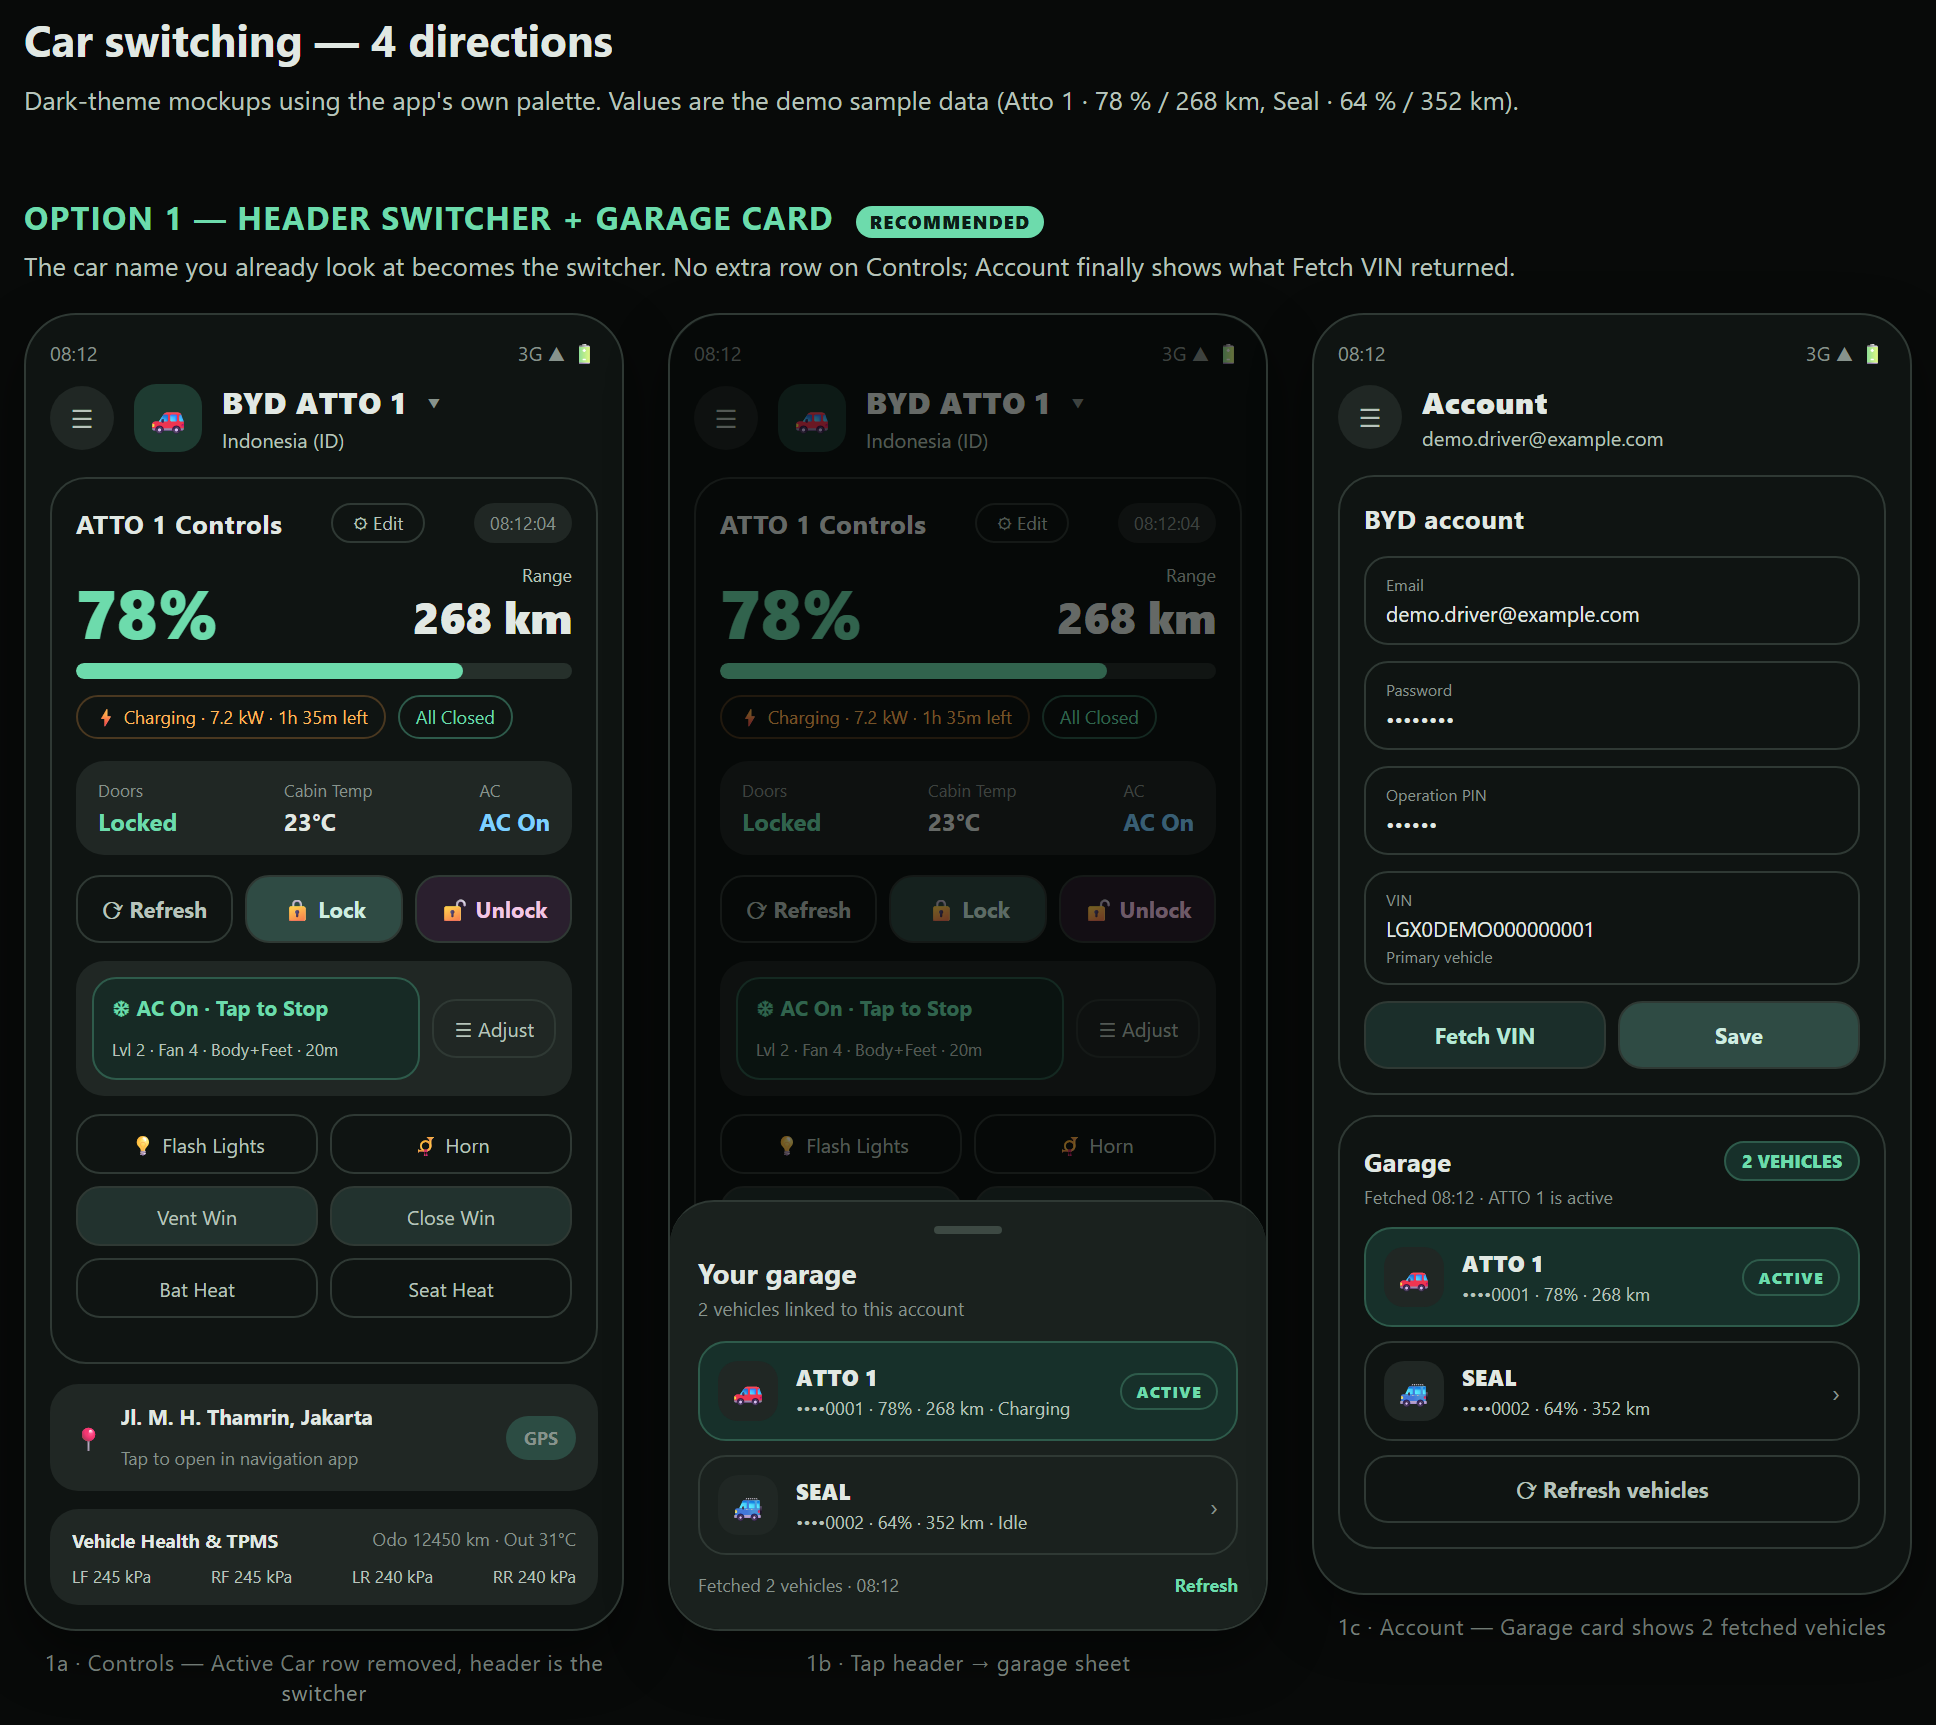 Car switching — 4 directions
Dark-theme mockups using the app's own palette. Values are the demo sample data (Atto 1 · 78 % / 268 km, Seal · 64 % / 352 km).
OPTION 1 — HEADER SWITCHER + GARAGE CARD RECOMMENDED
The car name you already look at becomes the switcher. No extra row on Controls; Account finally shows what Fetch VIN returned.
08:12 3G
BYD ATTO 1
Indonesia (ID)
ATTO 1 Controls Edit 08:12:04
Range
78% 268 km
Charging · 7.2 kW · 1h 35m left All Closed
Doors Cabin Temp AC
Locked 23°C AC On
Refresh Lock Unlock
AC On · Tap to Stop
Lvl 2 · Fan 4 · Body+Feet · 20m
Adjust
Flash Lights Horn
Vent Win Close Win
Bat Heat Seat Heat
Jl. M. H. Thamrin, Jakarta
Tap to open in navigation app
GPS
Vehicle Health & TPMS Odo 12450 km · Out 31°C
LF 245 kPa RF 245 kPa LR 240 kPa RR 240 kPa
1a · Controls — Active Car row removed, header is the
switcher
08:12 3G
BYD ATTO 1
Indonesia (ID)
ATTO 1 Controls Edit 08:12:04
Range
78% 268 km
Charging · 7.2 kW · 1h 35m left All Closed
Doors Cabin Temp AC
Locked 23°C AC On
Refresh Lock Unlock
AC On · Tap to Stop
Lvl 2 · Fan 4 · Body+Feet · 20m
Adjust
Flash Lights Horn
Your garage
2 vehicles linked to this account
ATTO 1
••••0001 · 78% · 268 km · Charging
ACTIVE
SEAL
••••0002 · 64% · 352 km · Idle
›
Fetched 2 vehicles · 08:12 Refresh
1b · Tap header → garage sheet
08:12 3G
Account
demo.driver@example.com
BYD account
Email
demo.driver@example.com
Password
••••••••
Operation PIN
••••••
VIN
LGX0DEMO000000001
Primary vehicle
Fetch VIN Save
Garage 2 VEHICLES
Fetched 08:12 · ATTO 1 is active
ATTO 1
••••0001 · 78% · 268 km
ACTIVE
SEAL
••••0002 · 64% · 352 km
›
Refresh vehicles
1c · Account — Garage card shows 2 fetched vehicles